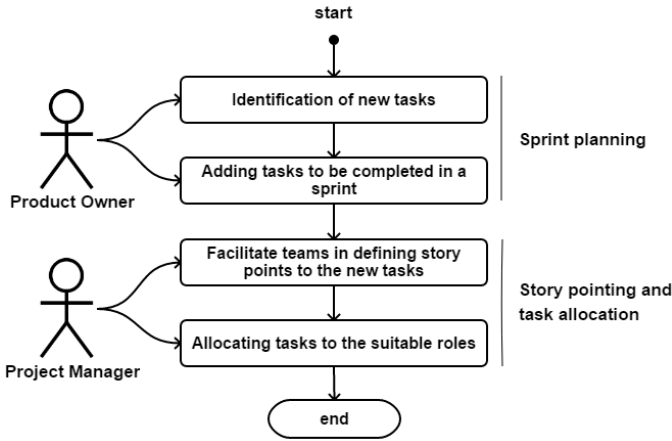 start
Identification of new tasks
Sprint planning
Adding tasks to be completed in a
sprint
Product Owner
Facilitate teams in defining story
points to the new tasks
Story pointing and
task allocation
Allocating tasks to the suitable roles
Project Manager
end